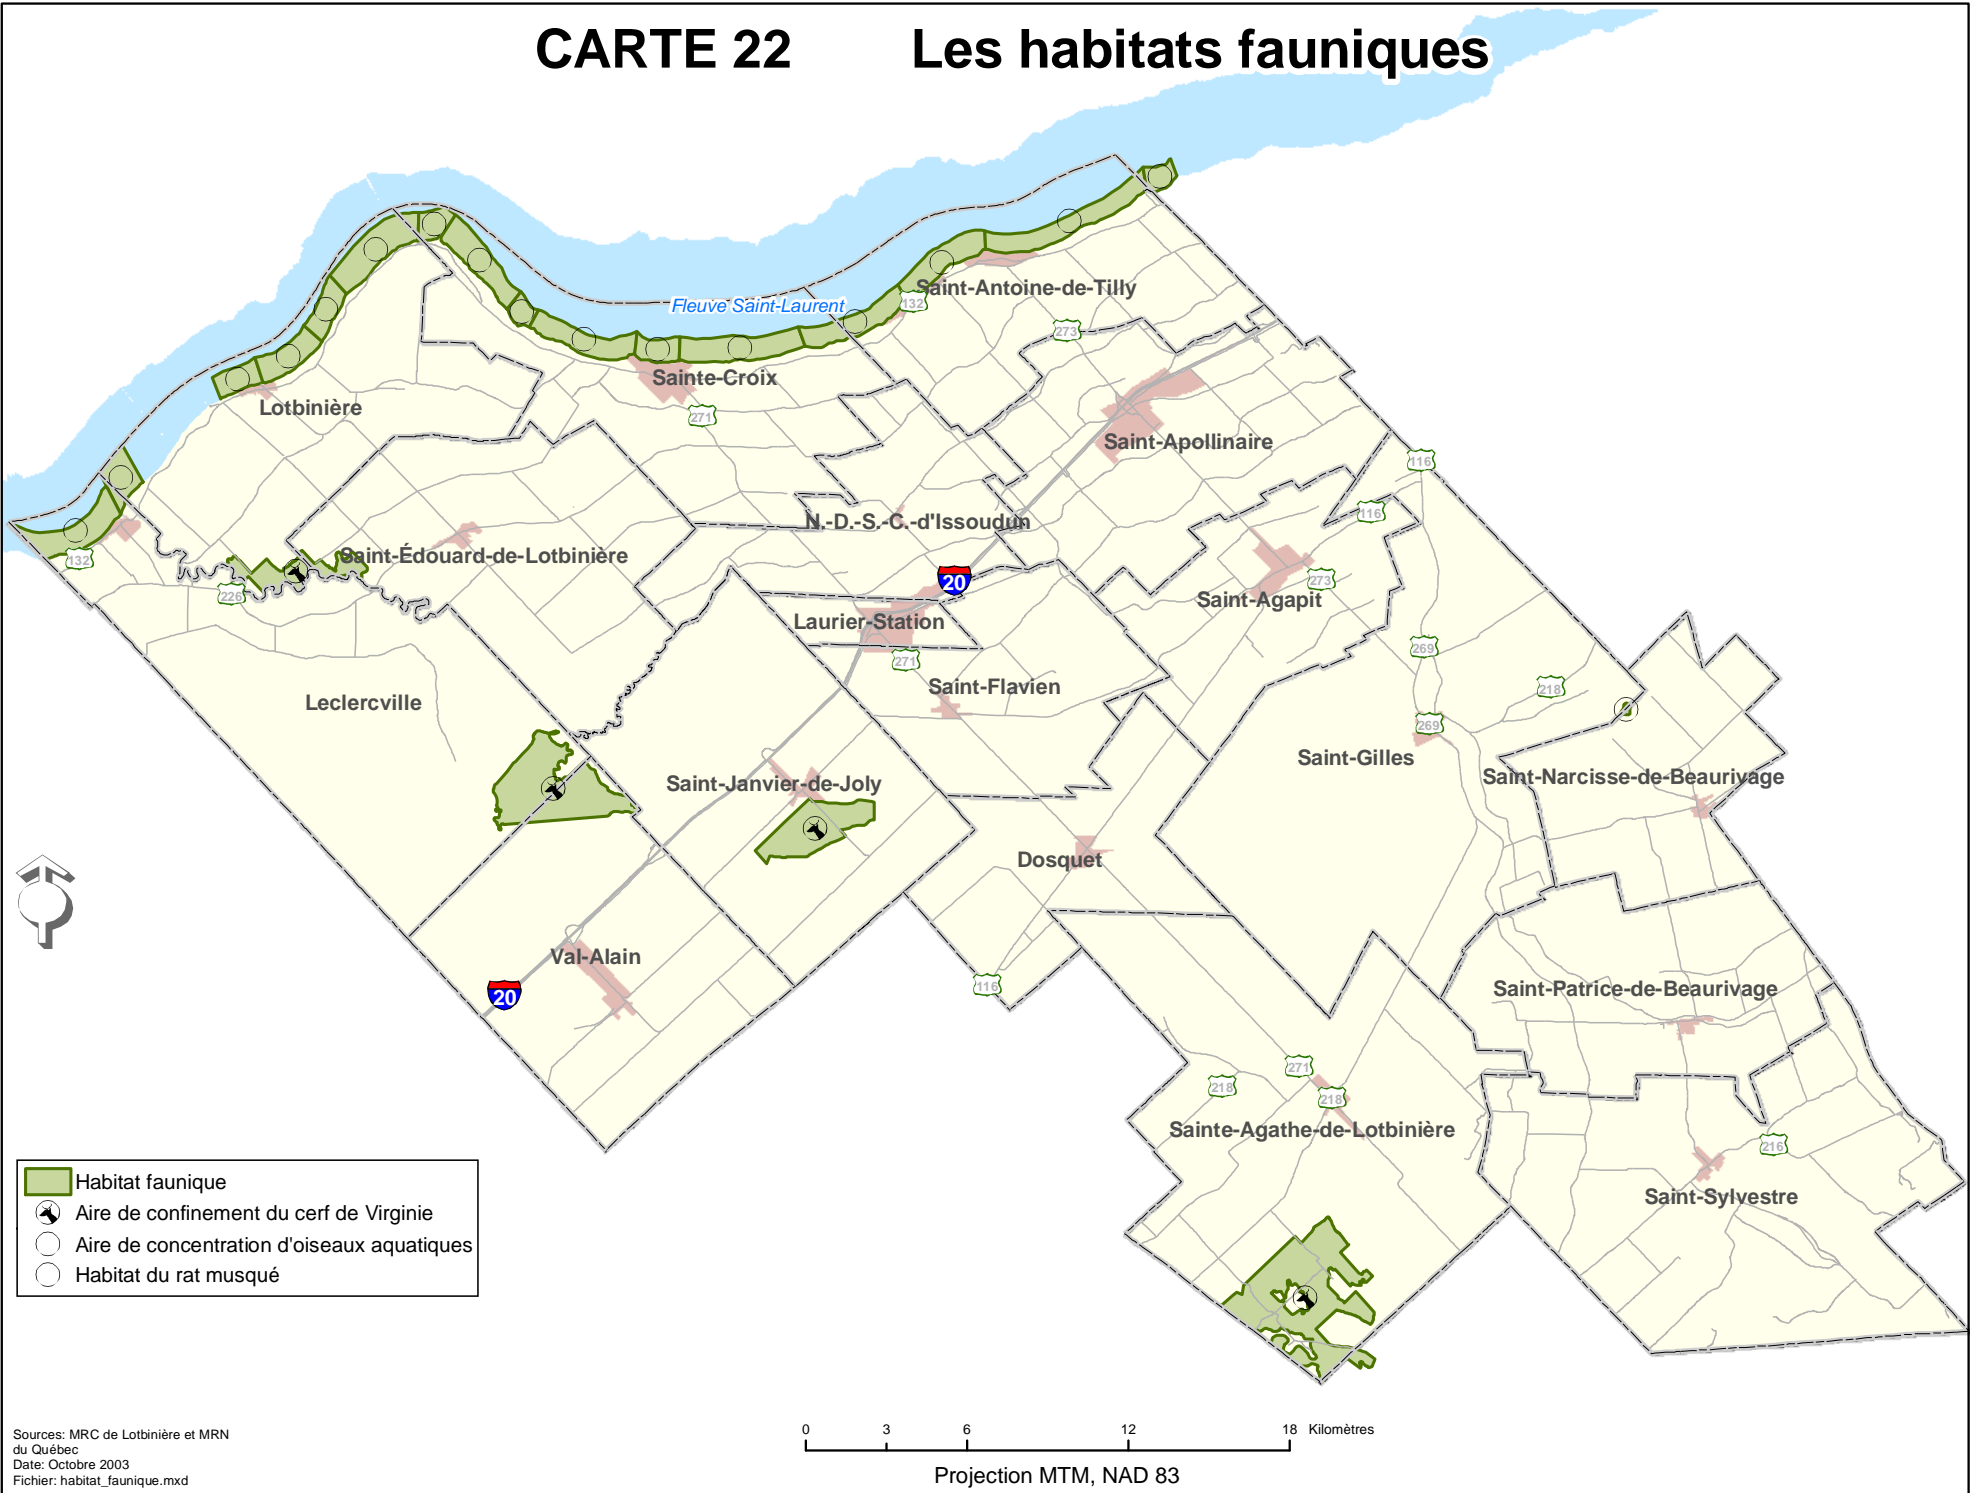 CARTE 22 Les habitats fauniques
Fleuve Saint-Laurent
Saint-Antoine-de-Tilly
132
273
Sainte-Croix
271
Lotbinière
Saint-Apollinaire
116
116
N.-D.-S.-C.-d'Issoudun
Saint-Édouard-de-Lotbinière
132
226
20
273
Saint-Agapit
Laurier-Station
271
269
218
Saint-Flavien
Leclercville
269
Saint-Gilles
Saint-Narcisse-de-Beaurivage
Saint-Janvier-de-Joly
Dosquet
Val-Alain
20
116
Saint-Patrice-de-Beaurivage
271
218
218
Sainte-Agathe-de-Lotbinière
216
Saint-Sylvestre
Habitat faunique
Aire de confinement du cerf de Virginie
Aire de concentration d'oiseaux aquatiques
Habitat du rat musqué
Sources: MRC de Lotbinière et MRN
du Québec
Date: Octobre 2003
Fichier: habitat_faunique.mxd
0 3 6 12 18 Kilomètres
Projection MTM, NAD 83